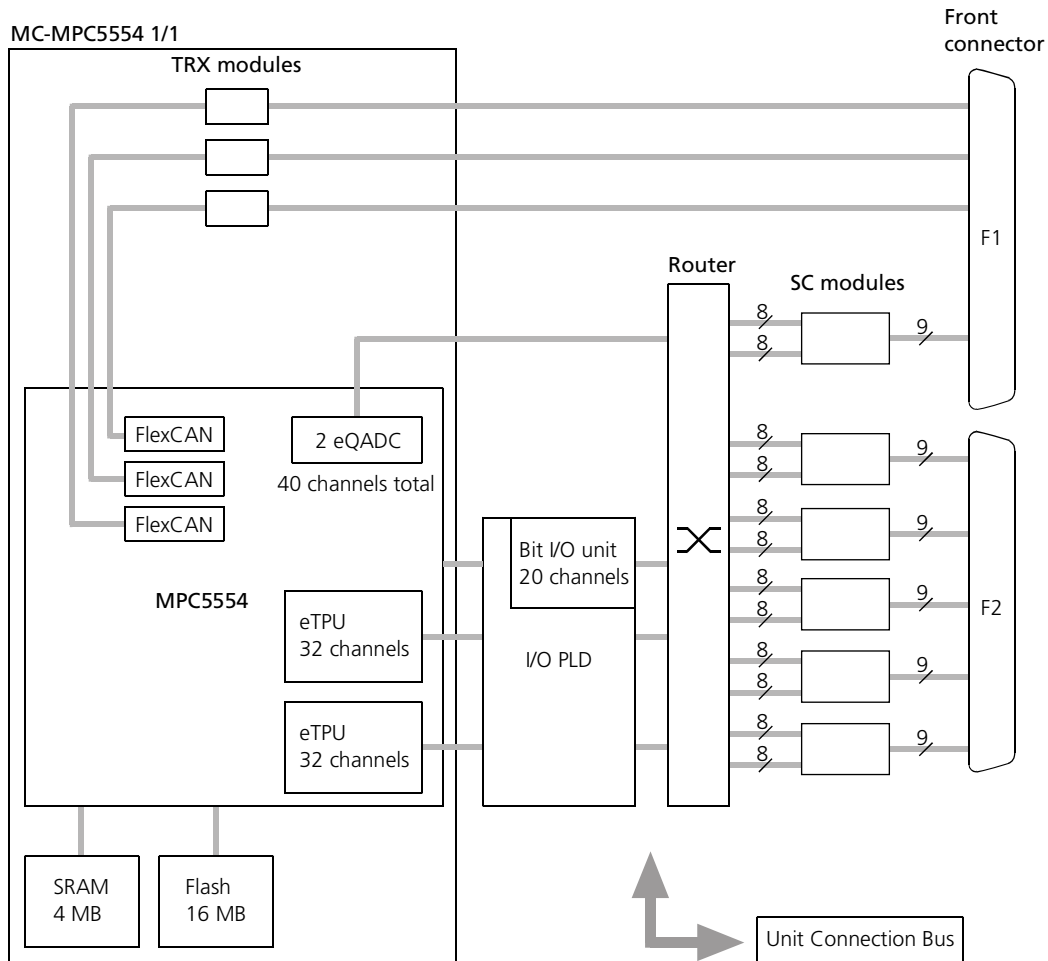 Front
connector
MC-MPC5554 1/1
TRX modules
F1
Router
SC modules
8
8
9
FlexCAN
FlexCAN
FlexCAN
2 eQADC
40 channels total
8
8
9
8
8
9
8
8
9
8
8
9
8
8
9
Bit I/O unit
20 channels
I/O PLD
MPC5554
eTPU
32 channels
eTPU
32 channels
F2
SRAM
4 MB
Flash
16 MB
Unit Connection Bus